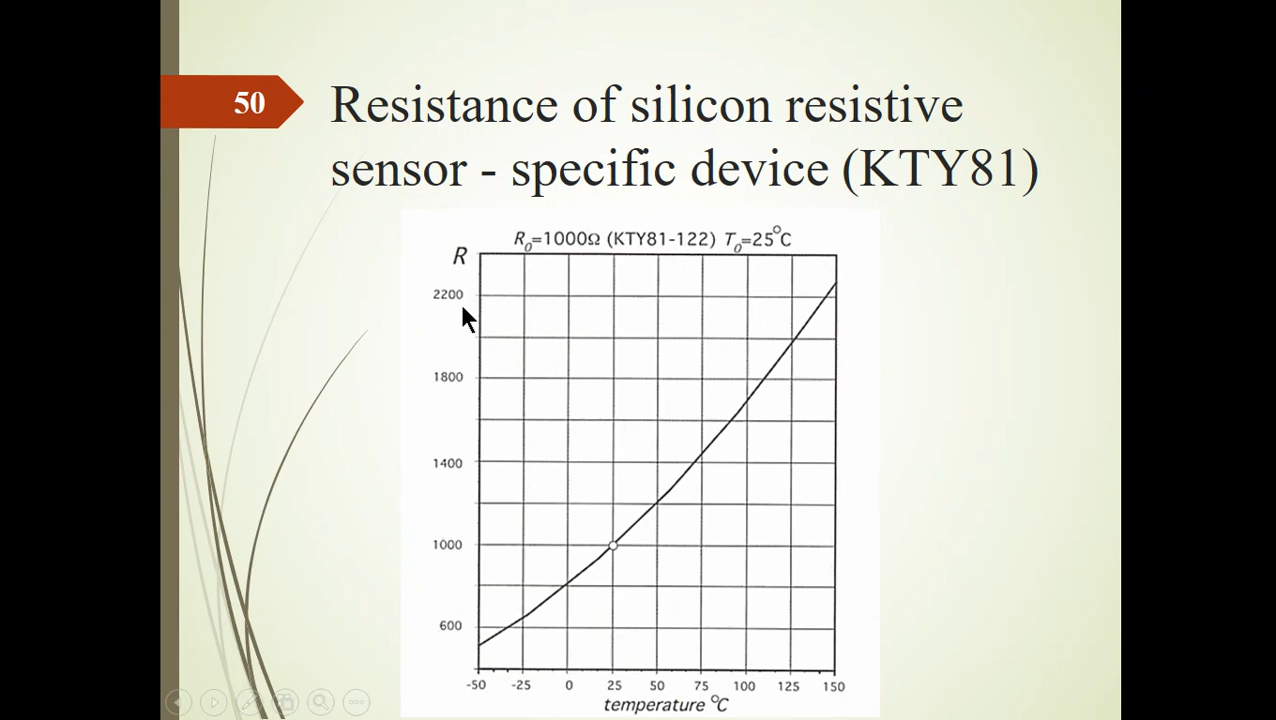 50
Resistance of silicon resistive
sensor - specific device (KTY81)
R₀=1000Ω (KTY81-122) T₀=25°C
R
2200
1800
1400
1000
600
-50 -25 0 25 50 75 100 125 150
temperature °C